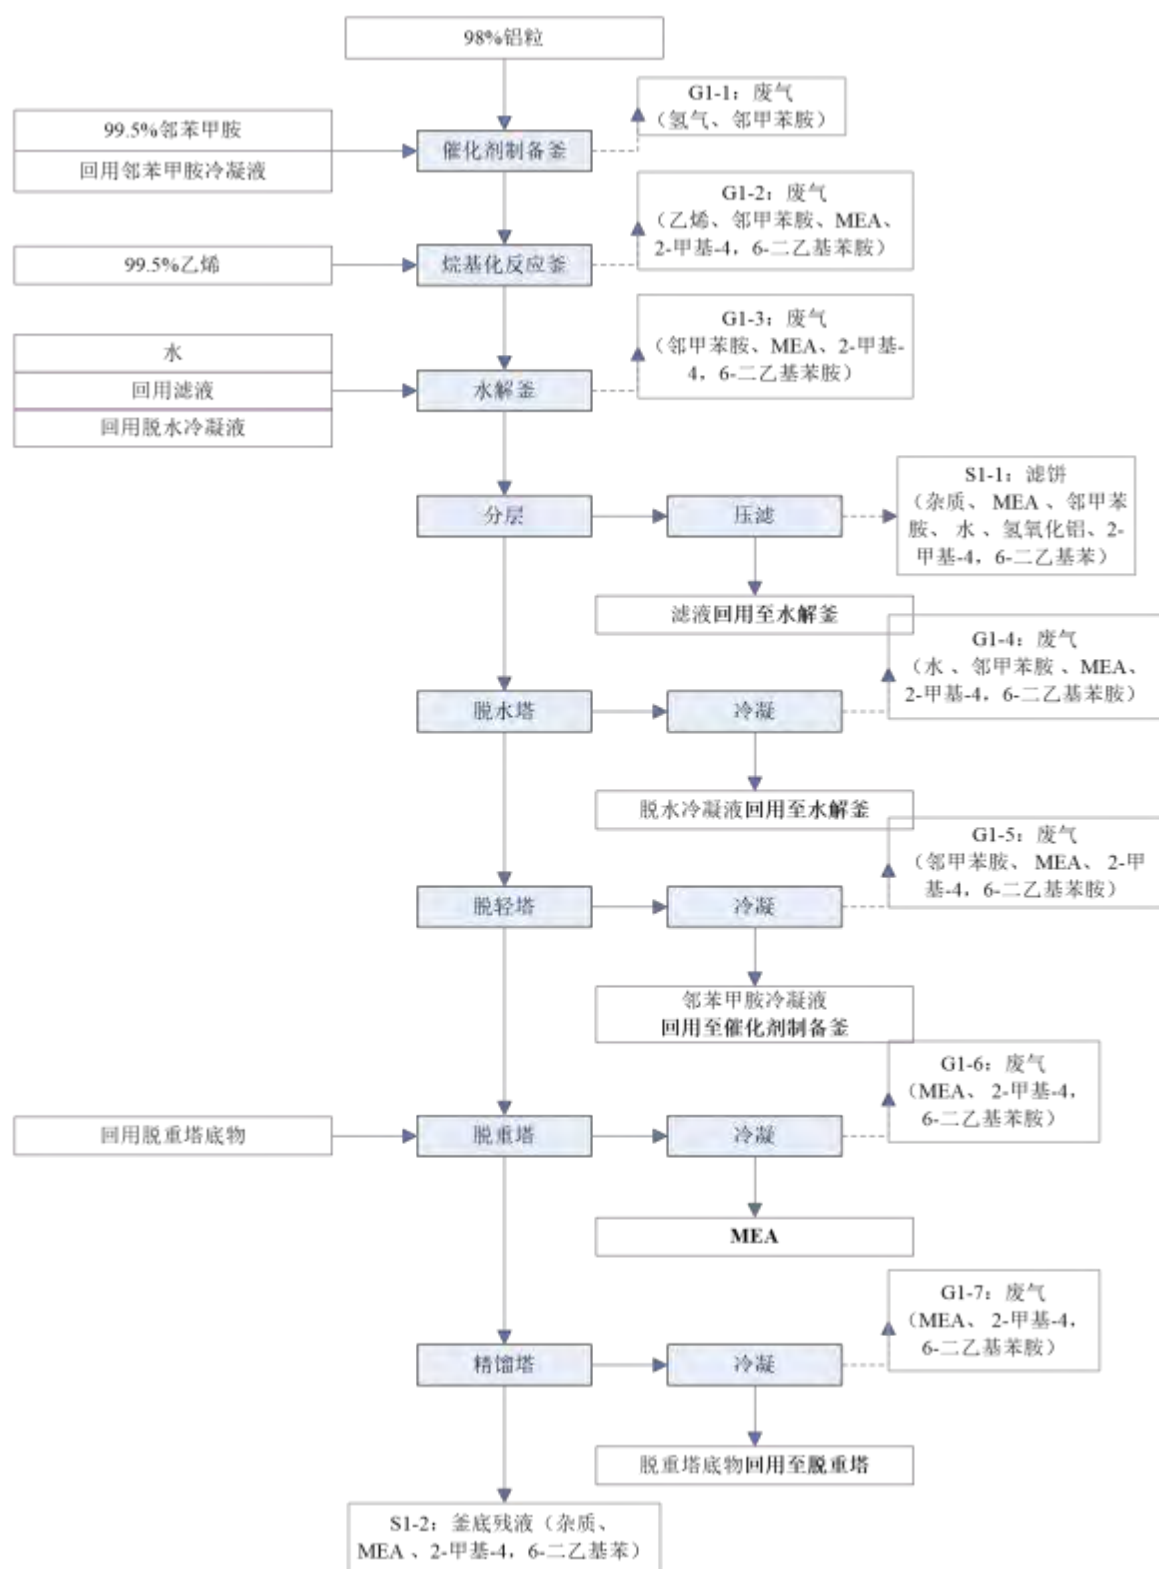 98%铝粒
G1-1：废气
（氢气、邻甲苯胺）
99.5%邻苯甲胺
回用邻苯甲胺冷凝液
催化剂制备釜
G1-2：废气
（乙烯、邻甲苯胺、MEA、
2-甲基-4，6-二乙基苯胺）
99.5%乙烯
烷基化反应釜
G1-3：废气
（邻甲苯胺、MEA、2-甲基-
4，6-二乙基苯胺）
水
回用滤液
回用脱水冷凝液
水解釜
S1-1：滤饼
（杂质、 MEA 、邻甲苯
胺、 水 、氢氧化铝、2-
甲基-4，6-二乙基苯）
分层
压滤
滤液回用至水解釜
G1-4：废气
（水 、邻甲苯胺 、MEA、
2-甲基-4，6-二乙基苯胺）
脱水塔
冷凝
脱水冷凝液回用至水解釜
G1-5：废气
（邻甲苯胺、 MEA、 2-甲
基-4，6-二乙基苯胺）
脱轻塔
冷凝
邻苯甲胺冷凝液
回用至催化剂制备釜
G1-6：废气
（MEA、 2-甲基-4，
6-二乙基苯胺）
回用脱重塔底物
脱重塔
冷凝
MEA
G1-7：废气
（MEA、 2-甲基-4，
6-二乙基苯胺）
精馏塔
冷凝
脱重塔底物回用至脱重塔
S1-2：釜底残液（杂质、
MEA 、2-甲基-4，6-二乙基苯）